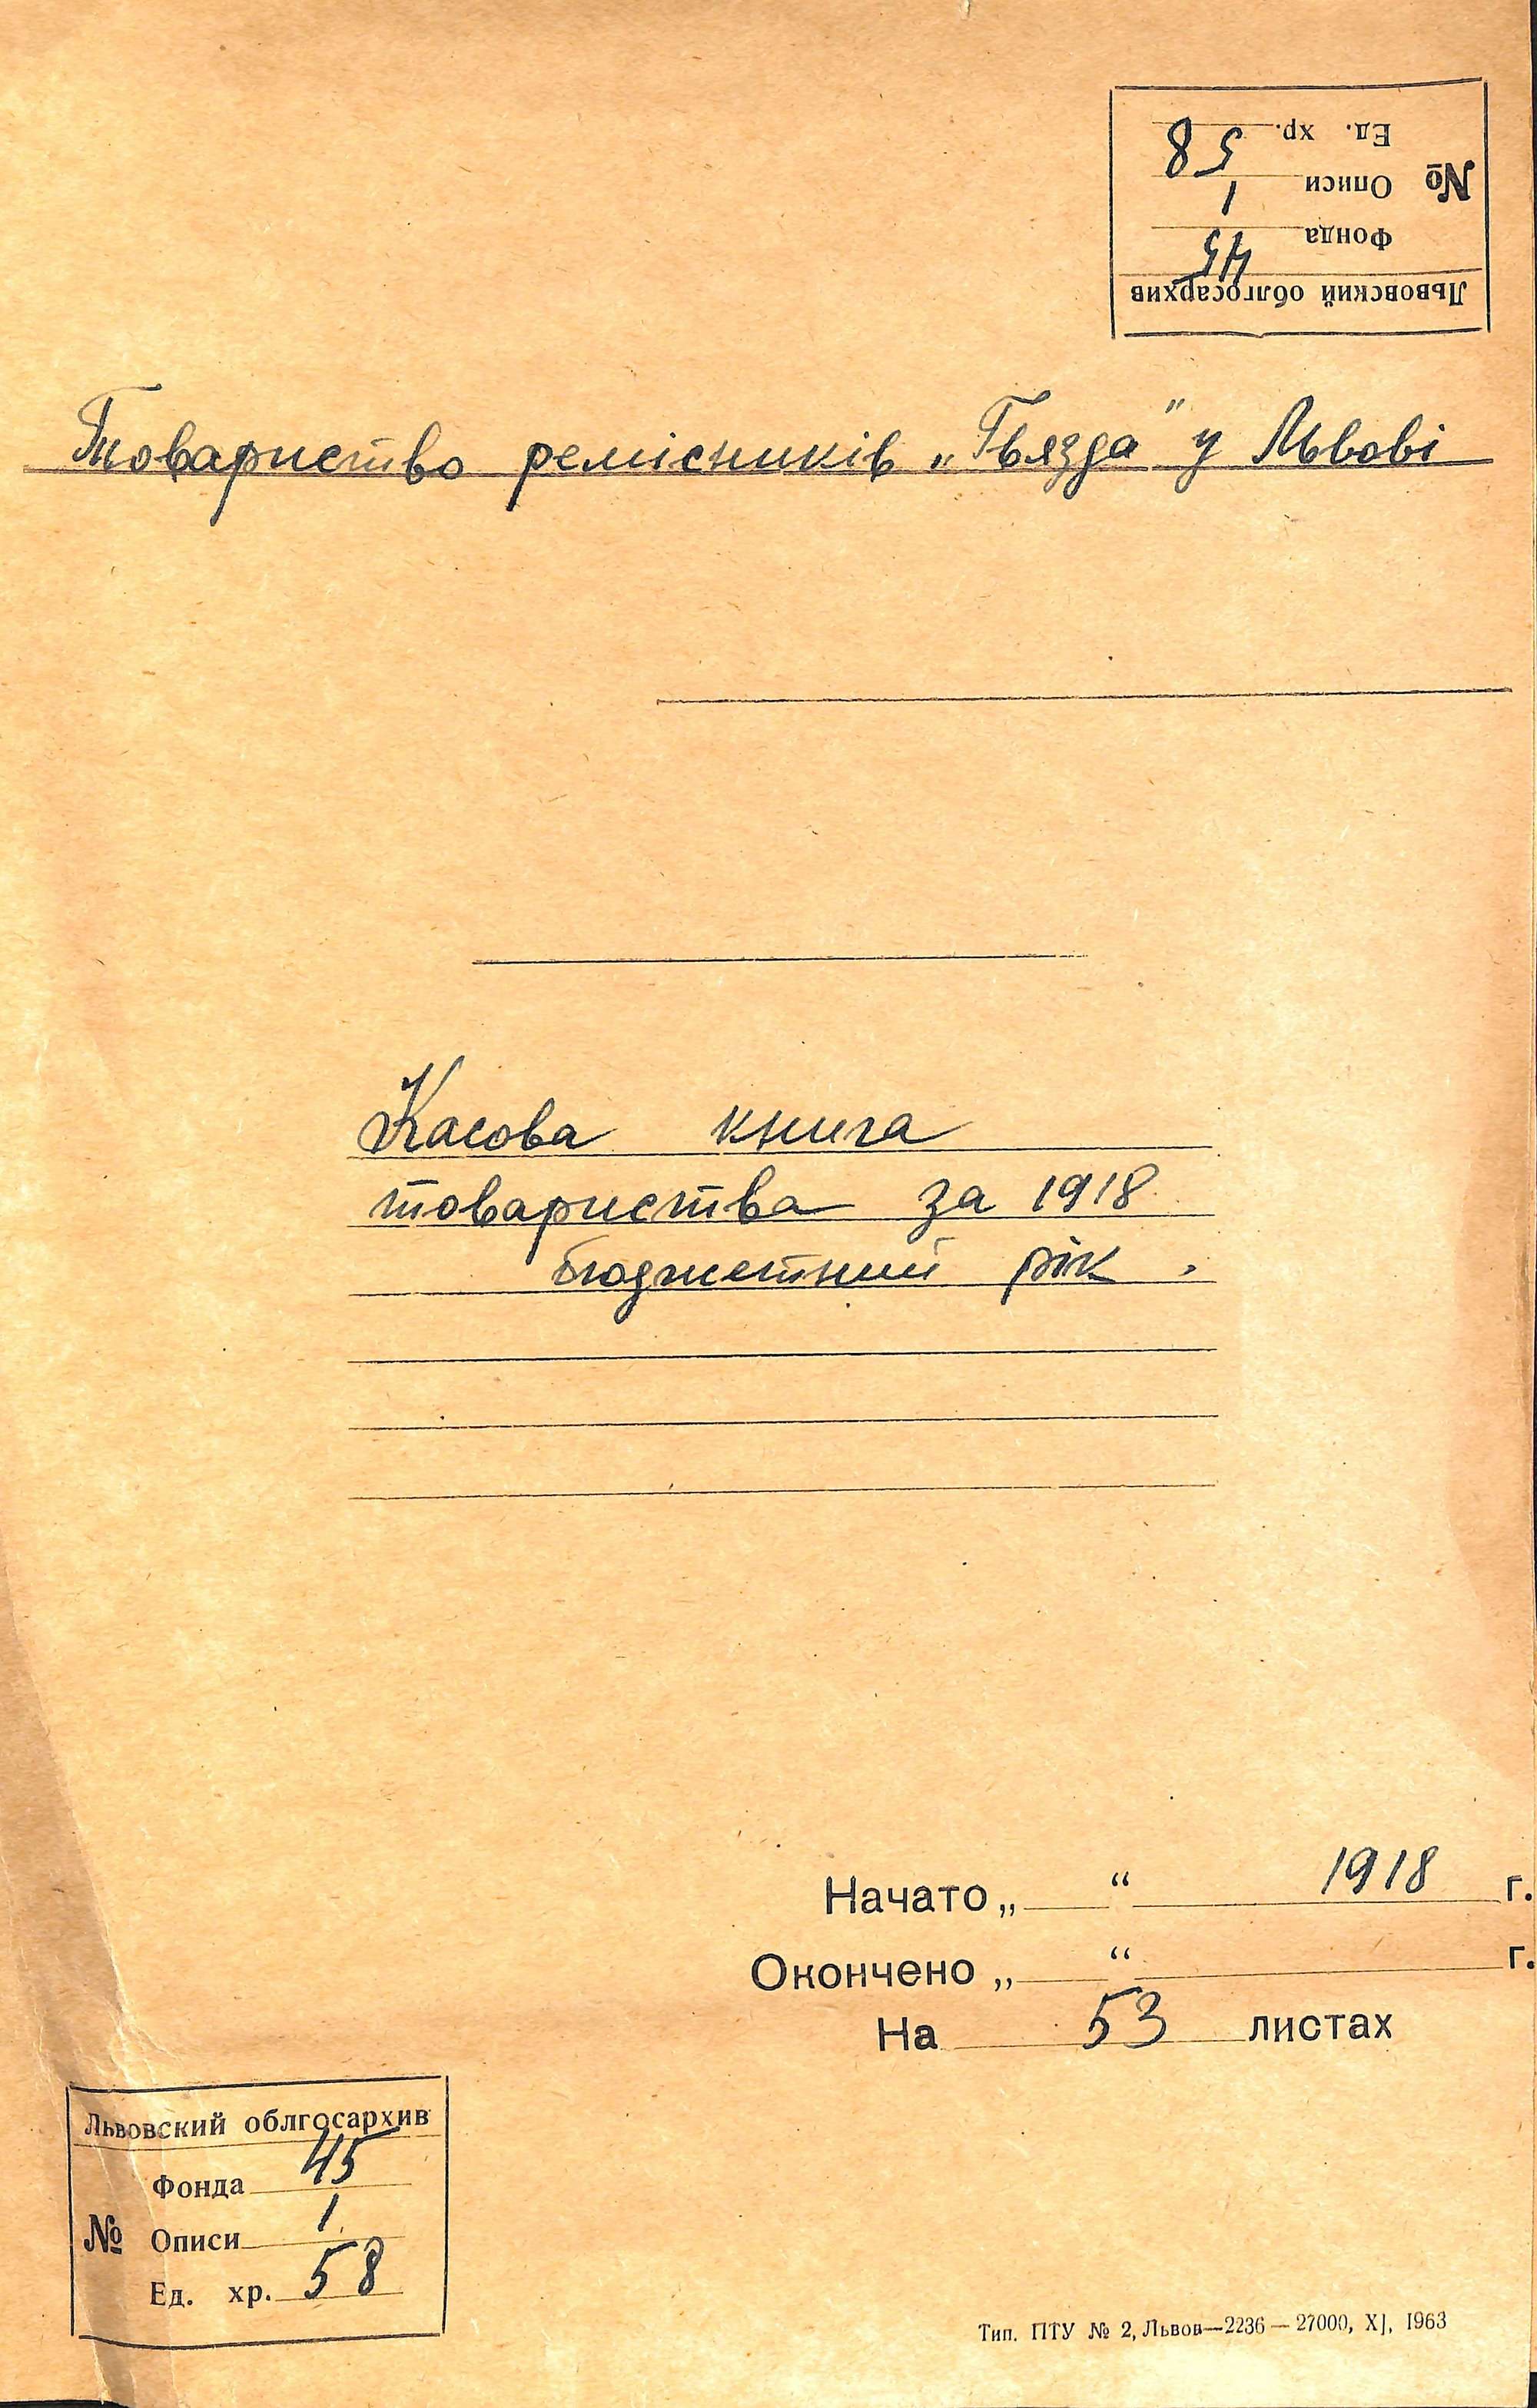 Львовский облгосархив
Фонда 45
№ Описи 1
Ед. хр. 58
Товариство ремісників „Гвязда" у Львові
Касова книга
товариства за 1918
бюджетний рік.
Начато „ “ 1918 г.
Окончено „ “ г.
На 53 листах
Львовский облгосархив
Фонда 45
№ Описи 1
Ед. хр. 58
Тип. ПТУ № 2, Львов—2236—27000, XI, 1963